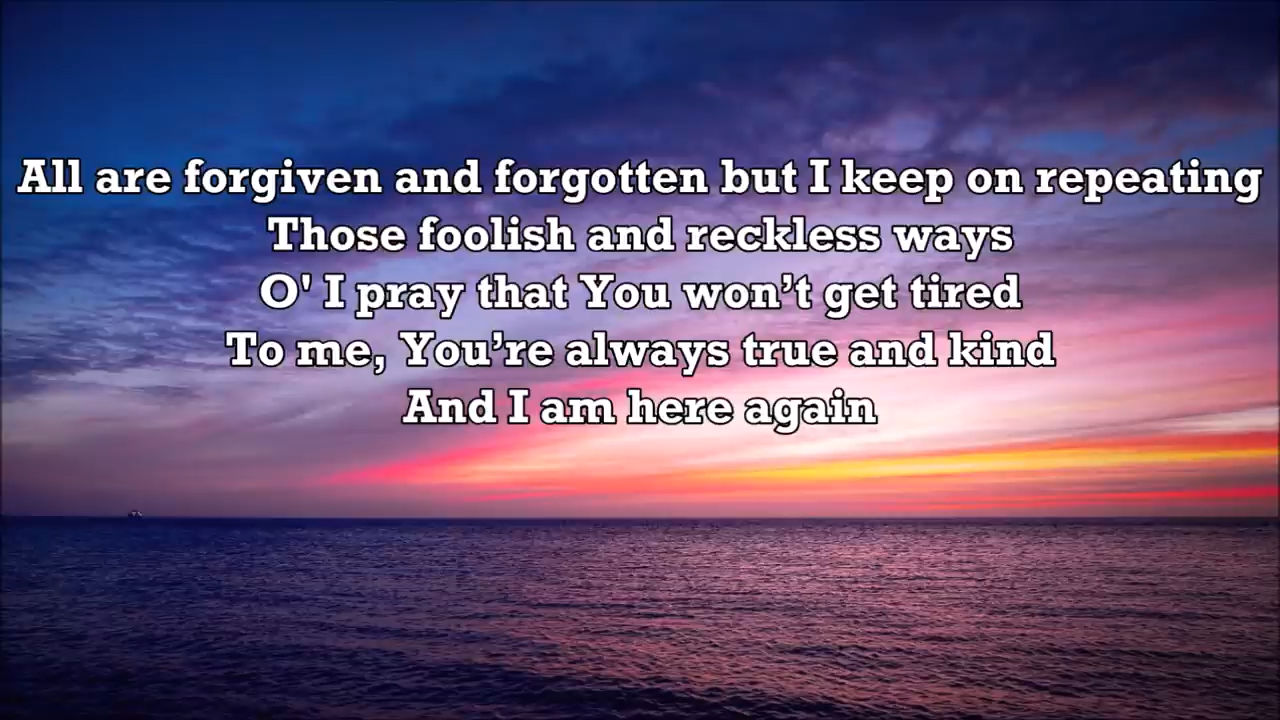 All are forgiven and forgotten but I keep on repeating
Those foolish and reckless ways
O' I pray that You won’t get tired
To me, You’re always true and kind
And I am here again